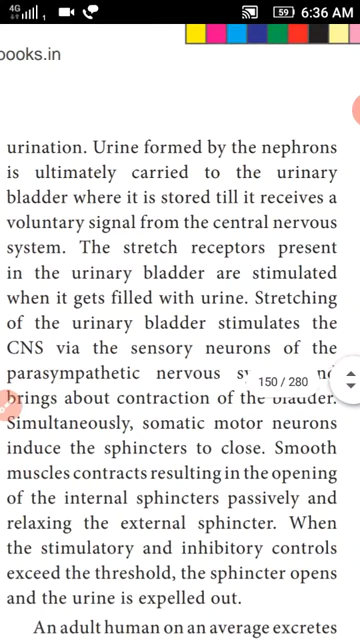 4G 1 59 6:36 AM
ooks.in
urination. Urine formed by the nephrons
is ultimately carried to the urinary
bladder where it is stored till it receives a
voluntary signal from the central nervous
system. The stretch receptors present
in the urinary bladder are stimulated
when it gets filled with urine. Stretching
of the urinary bladder stimulates the
CNS via the sensory neurons of the
parasympathetic nervous
150 / 280
brings about contraction of the bladder.
Simultaneously, somatic motor neurons
induce the sphincters to close. Smooth
muscles contracts resulting in the opening
of the internal sphincters passively and
relaxing the external sphincter. When
the stimulatory and inhibitory controls
exceed the threshold, the sphincter opens
and the urine is expelled out.
An adult human on an average excretes